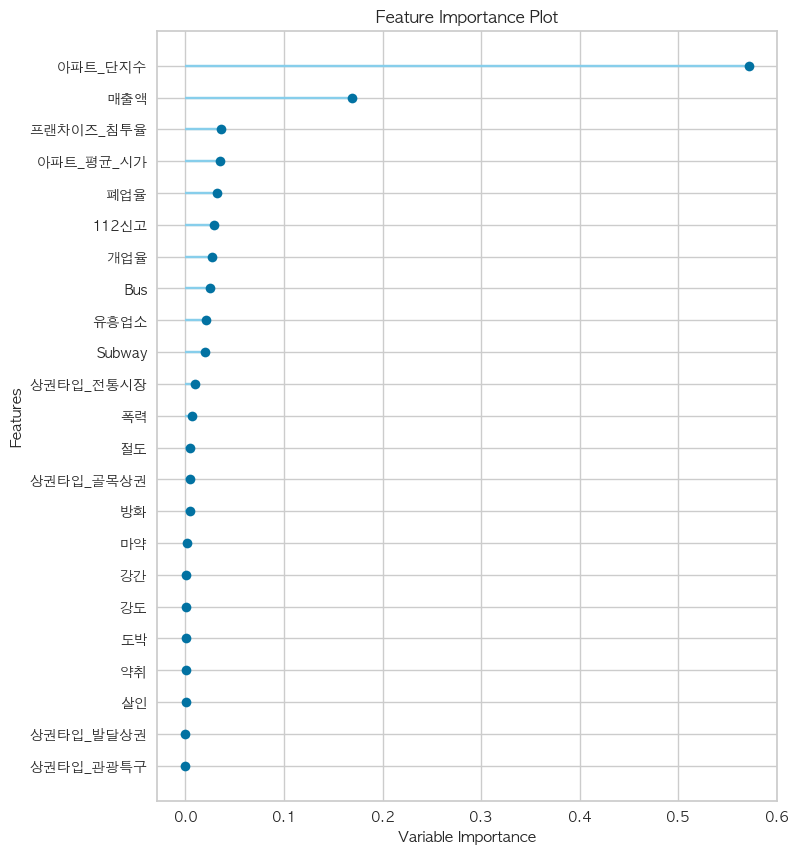 Feature Importance Plot
아파트_단지수
매출액
프랜차이즈_침투율
아파트_평균_시가
폐업율
112신고
개업율
Bus
유흥업소
Subway
상권타입_전통시장
폭력
절도
상권타입_골목상권
방화
마약
강간
강도
도박
약취
살인
상권타입_발달상권
상권타입_관광특구
Features
0.0 0.1 0.2 0.3 0.4 0.5 0.6
Variable Importance